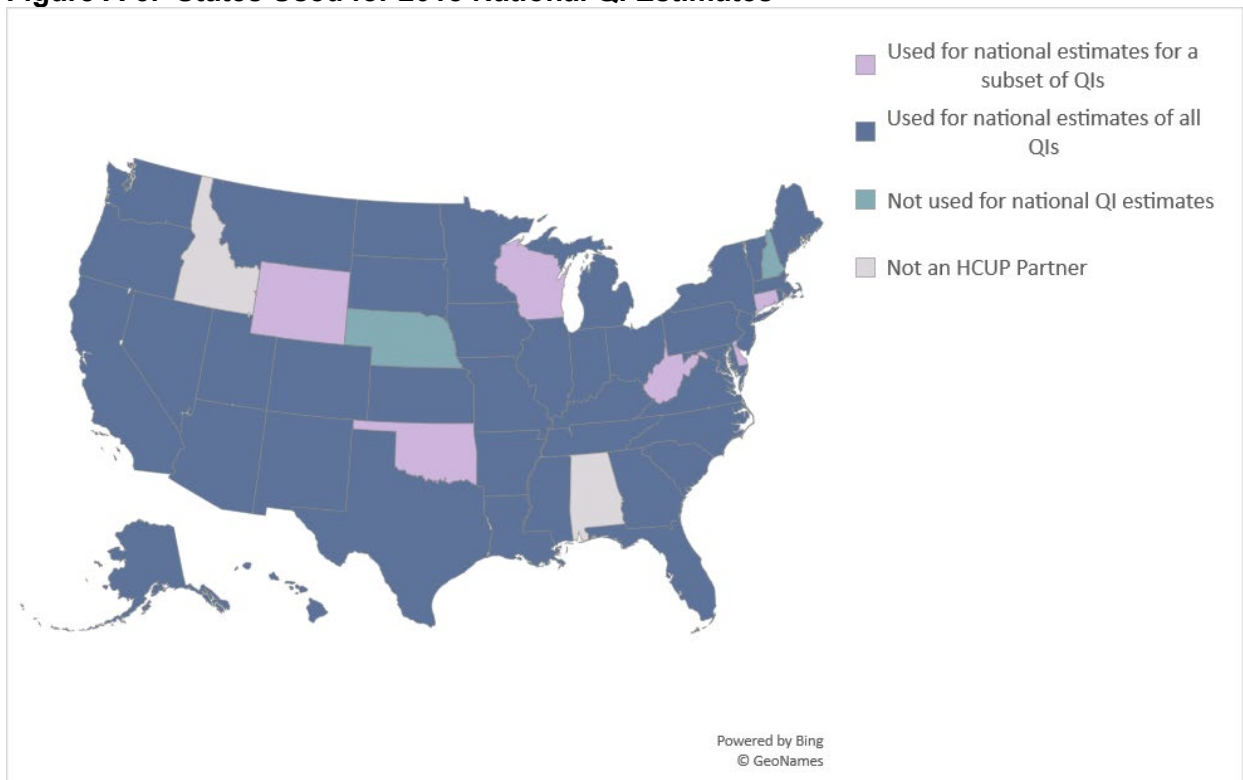 Used for national estimates for a
subset of QIs
Used for national estimates of all
QIs
Not used for national QI estimates
Not an HCUP Partner
Powered by Bing
© GeoNames